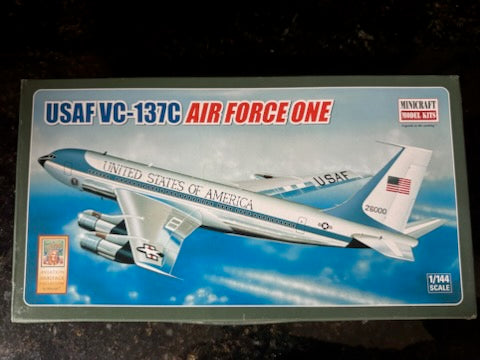 USAF VC-137C AIR FORCE ONE
MINICRAFT
MODEL KITS
USAF
UNITED STATES OF AMERICA
26000
1/144
SCALE